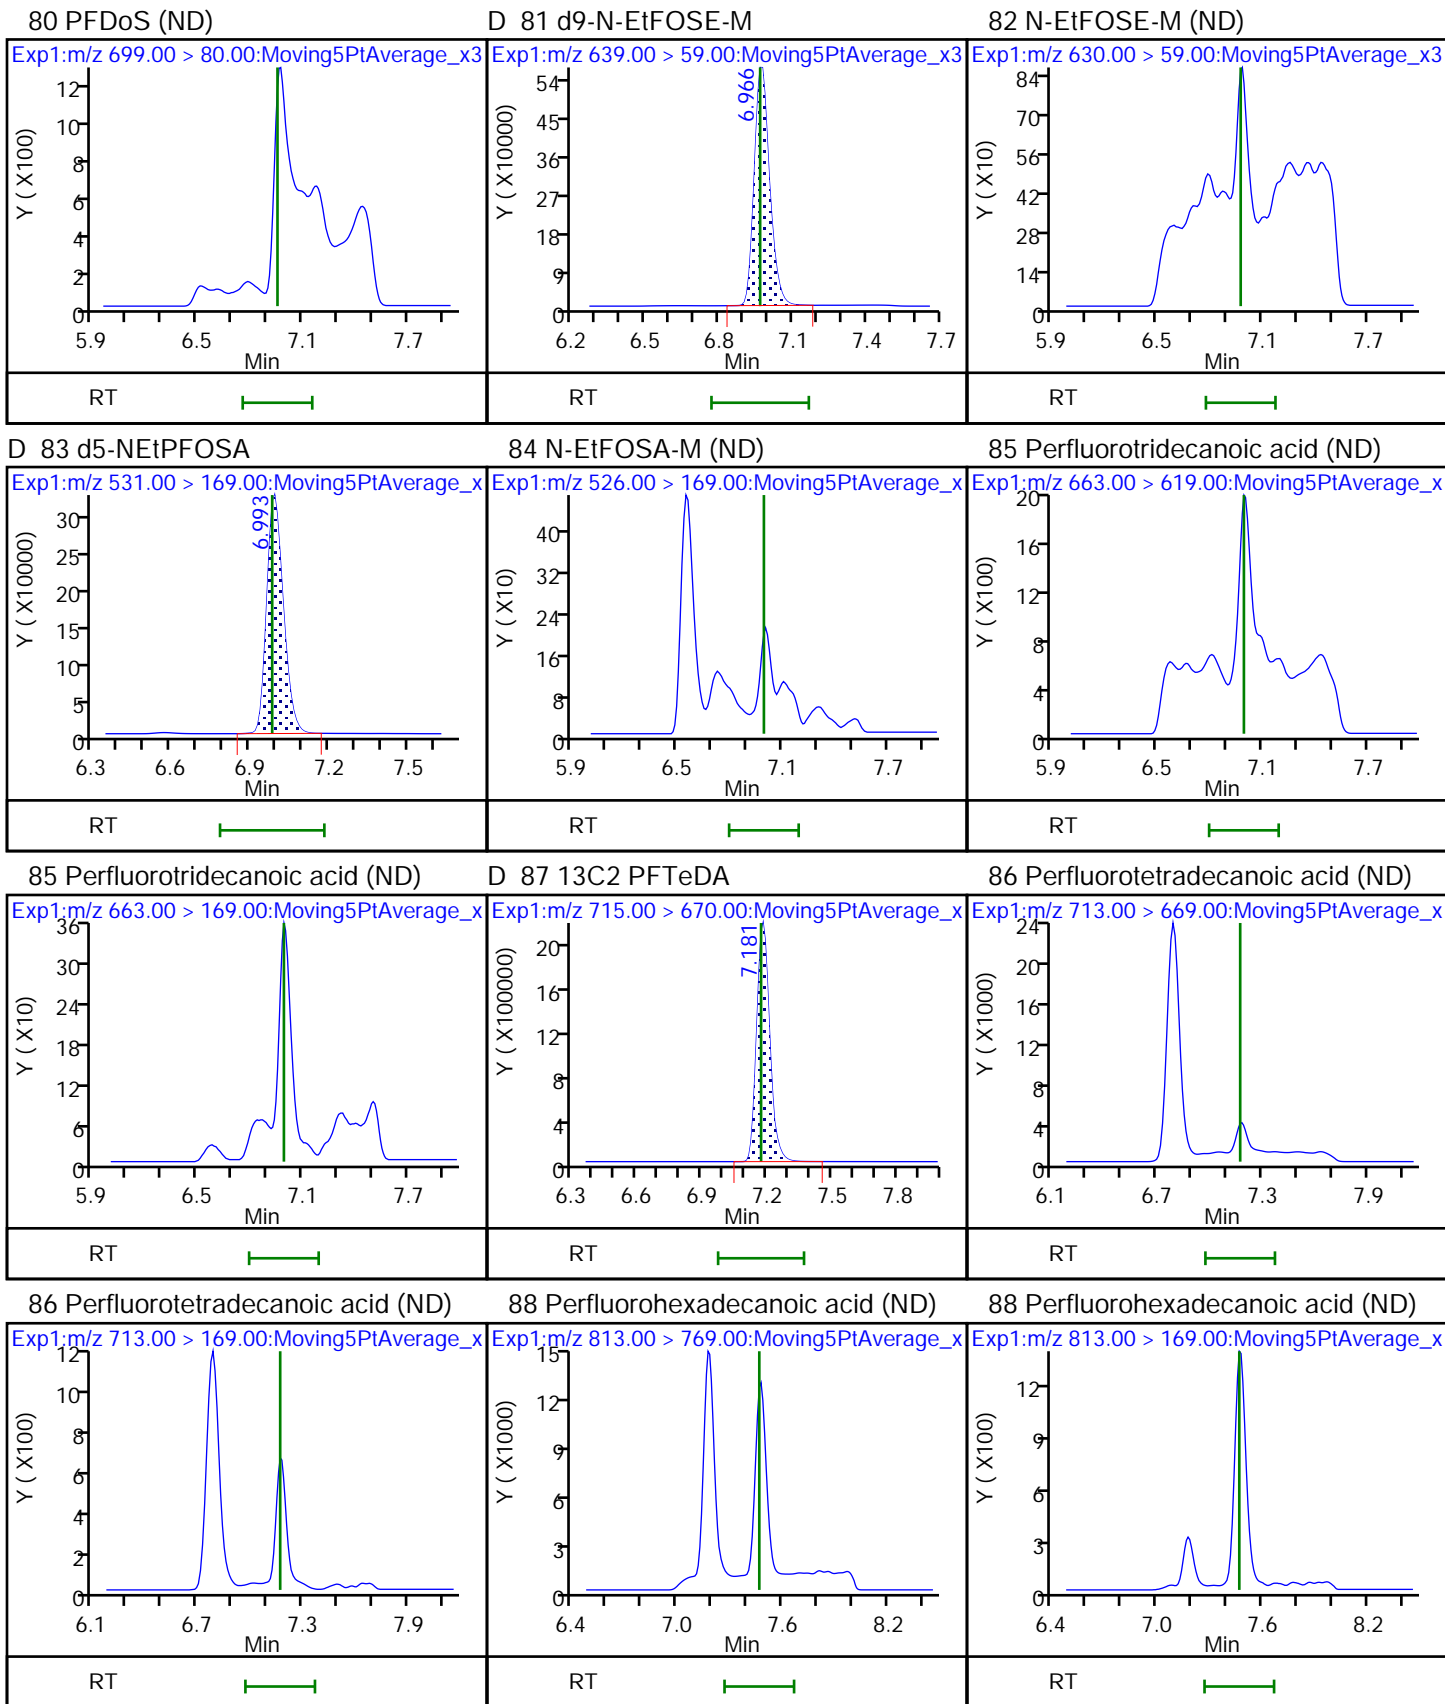 80 PFDoS (ND)
D 81 d9-N-EtFOSE-M
82 N-EtFOSE-M (ND)
Exp1:m/z 699.00 > 80.00:Moving5PtAverage_x3
Exp1:m/z 639.00 > 59.00:Moving5PtAverage_x3
Exp1:m/z 630.00 > 59.00:Moving5PtAverage_x3
Y ( X100)
12
10
8
6
4
2
0
5.9 6.5 7.1 7.7
Min
RT
Y ( X10000)
54
45
36
27
18
9
0
6.966
6.2 6.5 6.8 7.1 7.4 7.7
Min
RT
Y ( X10)
84
70
56
42
28
14
0
5.9 6.5 7.1 7.7
Min
RT
D 83 d5-NEtPFOSA
84 N-EtFOSA-M (ND)
85 Perfluorotridecanoic acid (ND)
Exp1:m/z 531.00 > 169.00:Moving5PtAverage_x
Exp1:m/z 526.00 > 169.00:Moving5PtAverage_x
Exp1:m/z 663.00 > 619.00:Moving5PtAverage_x
Y ( X10000)
30
25
20
15
10
5
0
6.993
6.3 6.6 6.9 7.2 7.5
Min
RT
Y ( X10)
40
32
24
16
8
0
5.9 6.5 7.1 7.7
Min
RT
Y ( X100)
20
16
12
8
4
0
5.9 6.5 7.1 7.7
Min
RT
85 Perfluorotridecanoic acid (ND)
D 87 13C2 PFTeDA
86 Perfluorotetradecanoic acid (ND)
Exp1:m/z 663.00 > 169.00:Moving5PtAverage_x
Exp1:m/z 715.00 > 670.00:Moving5PtAverage_x
Exp1:m/z 713.00 > 669.00:Moving5PtAverage_x
Y ( X10)
36
30
24
18
12
6
0
5.9 6.5 7.1 7.7
Min
RT
Y ( X100000)
20
16
12
8
4
0
7.181
6.3 6.6 6.9 7.2 7.5 7.8
Min
RT
Y ( X1000)
24
20
16
12
8
4
0
6.1 6.7 7.3 7.9
Min
RT
86 Perfluorotetradecanoic acid (ND)
88 Perfluorohexadecanoic acid (ND)
88 Perfluorohexadecanoic acid (ND)
Exp1:m/z 713.00 > 169.00:Moving5PtAverage_x
Exp1:m/z 813.00 > 769.00:Moving5PtAverage_x
Exp1:m/z 813.00 > 169.00:Moving5PtAverage_x
Y ( X100)
12
10
8
6
4
2
0
6.1 6.7 7.3 7.9
Min
RT
Y ( X1000)
15
12
9
6
3
0
6.4 7.0 7.6 8.2
Min
RT
Y ( X100)
12
9
6
3
0
6.4 7.0 7.6 8.2
Min
RT